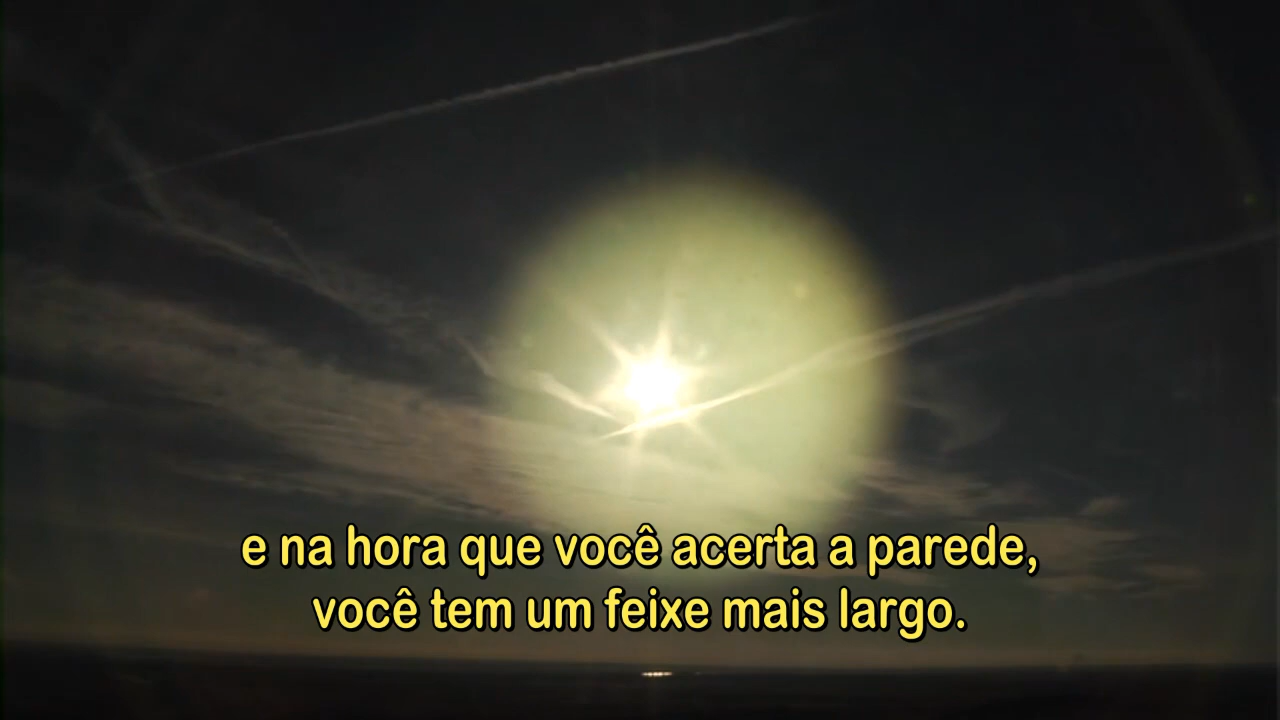 e na hora que você acerta a parede,
você tem um feixe mais largo.